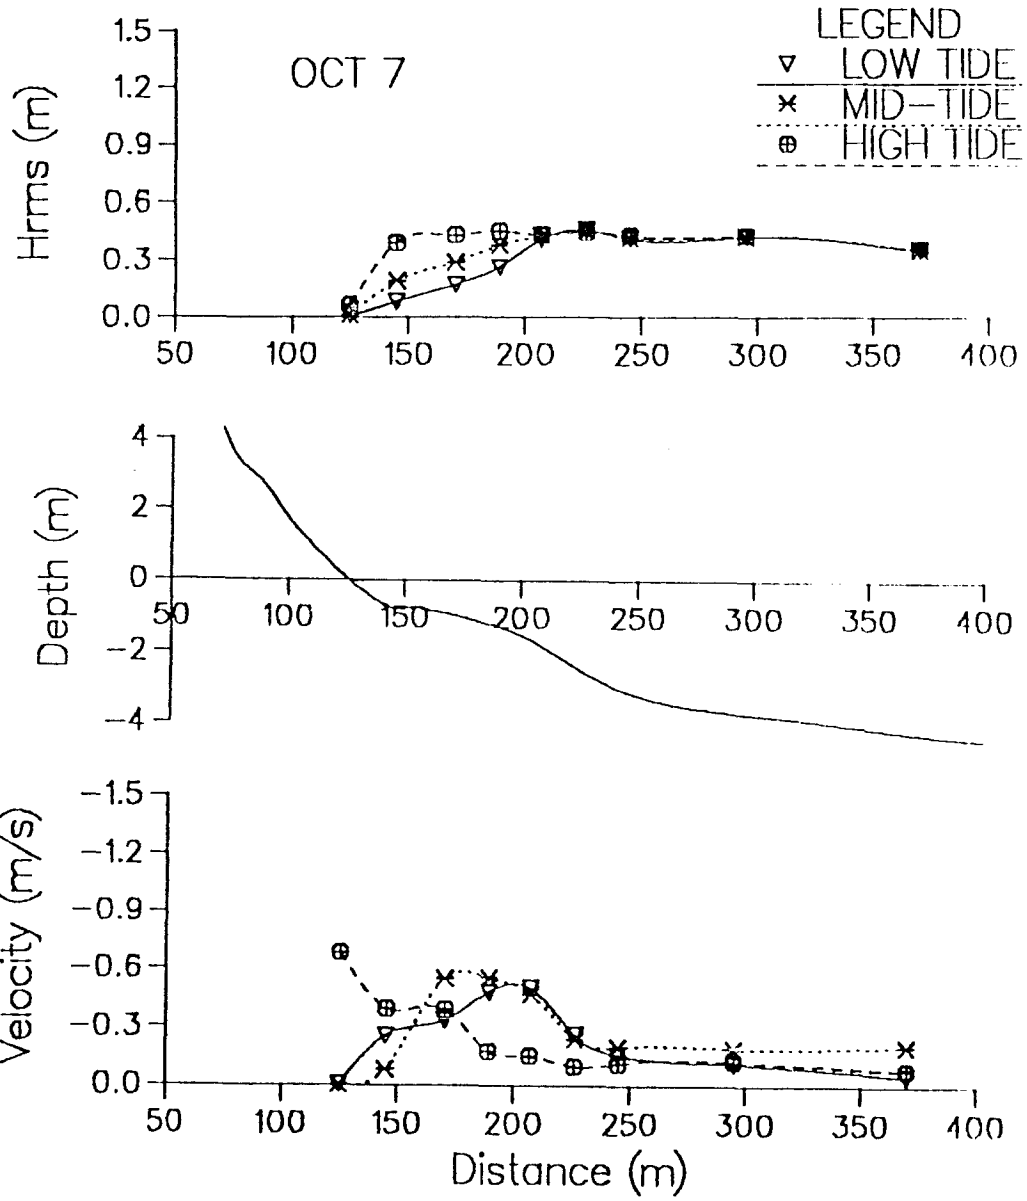 LEGEND
LOW TIDE
MID-TIDE
HIGH TIDE
OCT 7
Hrms (m)
1.5
1.2
0.9
0.6
0.3
0.0
50 100 150 200 250 300 350 400
Depth (m)
4
2
0
-2
-4
50 100 150 200 250 300 350 400
Velocity (m/s)
-1.5
-1.2
-0.9
-0.6
-0.3
0.0
50 100 150 200 250 300 350 400
Distance (m)